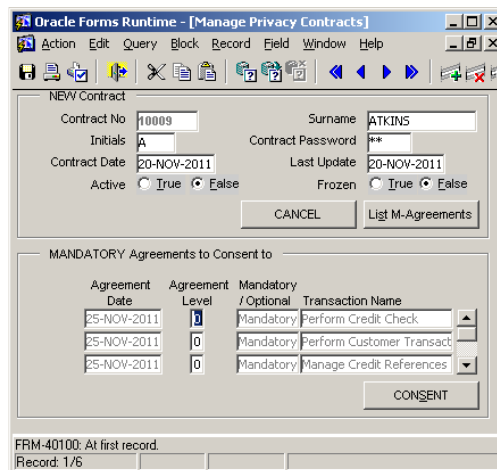 Oracle Forms Runtime - [Manage Privacy Contracts]
Action Edit Query Block Record Field Window Help
NEW Contract
Contract No 10009 Surname ATKINS
Initials A Contract Password **
Contract Date 20-NOV-2011 Last Update 20-NOV-2011
Active True False Frozen True False
CANCEL List M-Agreements
MANDATORY Agreements to Consent to
Agreement Agreement Mandatory
Date Level / Optional Transaction Name
25-NOV-2011 0 Mandatory Perform Credit Check
25-NOV-2011 0 Mandatory Perform Customer Transact
25-NOV-2011 0 Mandatory Manage Credit References
CONSENT
FRM-40100: At first record.
Record: 1/6